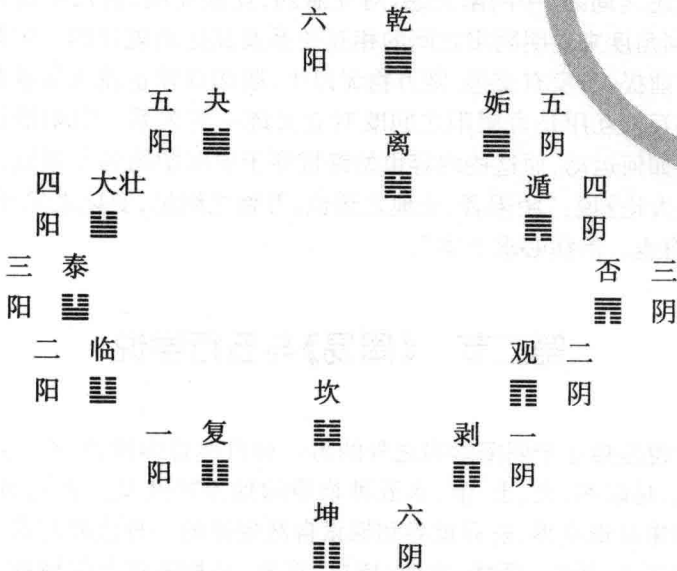 六阳 乾
五阳 夬
姤 五阴
离
四阳 大壮
遁 四阴
三阳 泰
否 三阴
二阳 临
观 二阴
坎
一阳 复
剥 一阴
坤 六阴